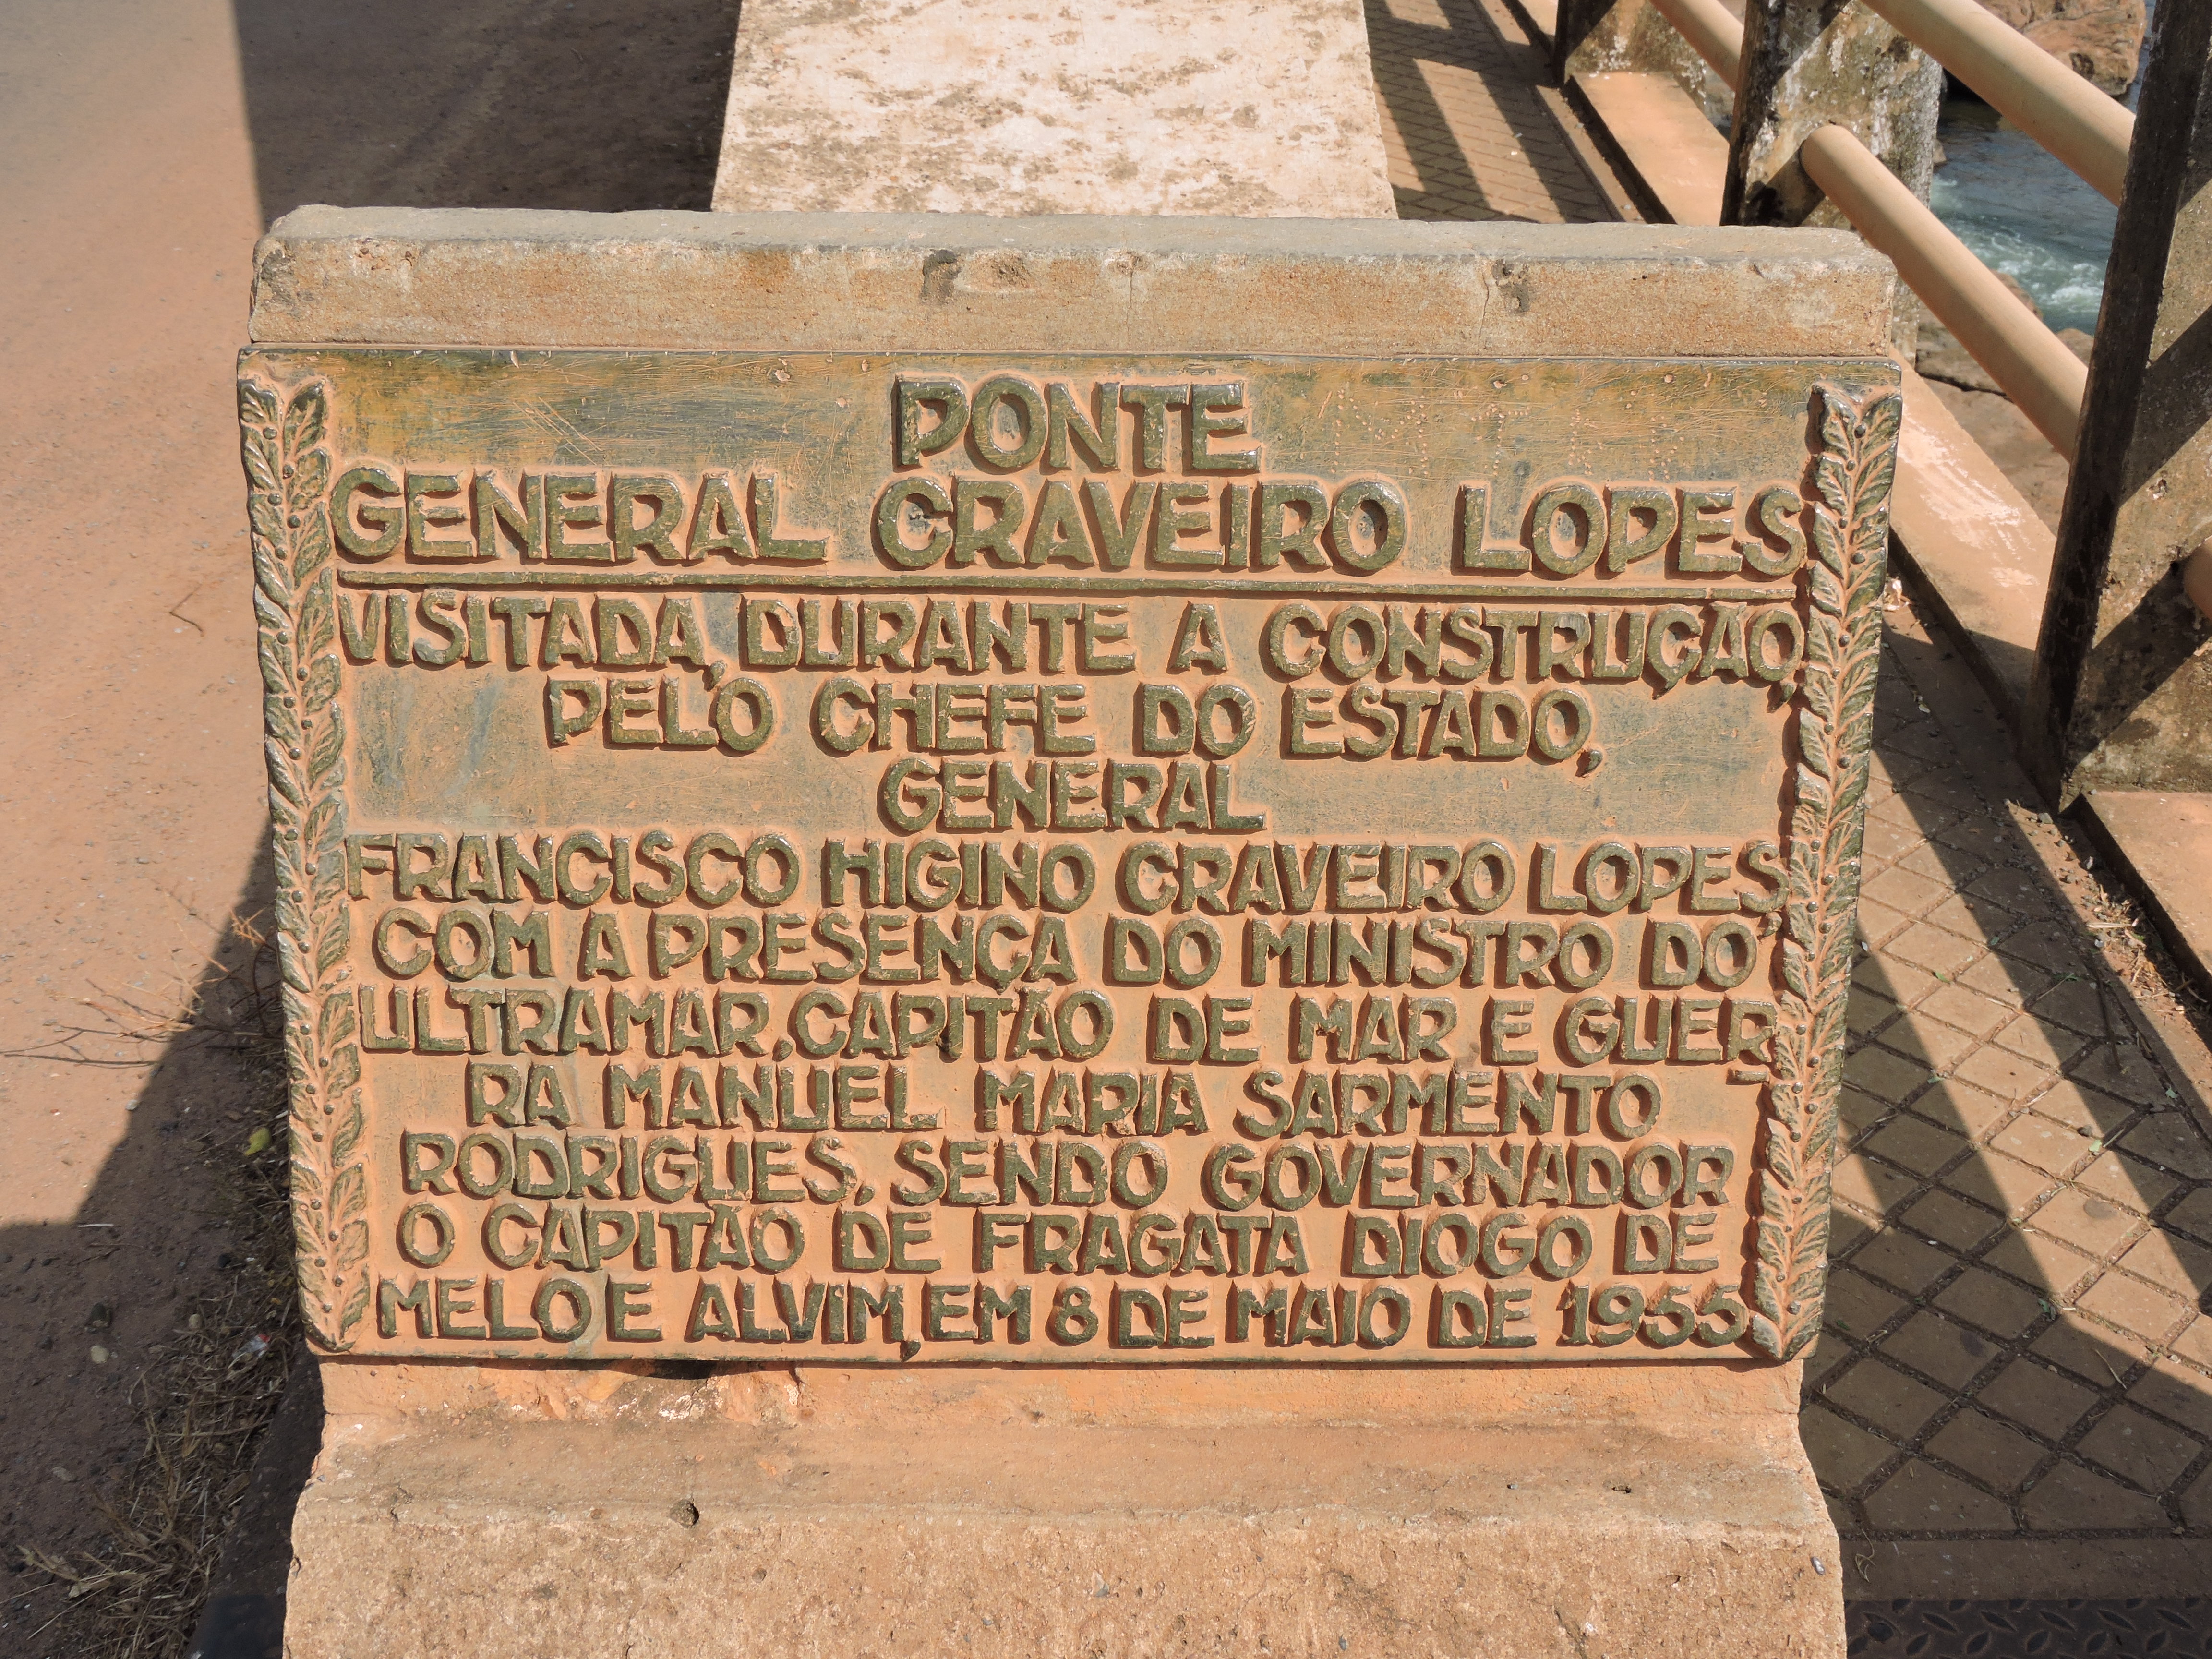 PONTE
GENERAL CRAVEIRO LOPES
VISITADA, DURANTE A CONSTRUÇÃO,
PELO CHEFE DO ESTADO,
GENERAL
FRANCISCO HIGINO CRAVEIRO LOPES,
COM A PRESENÇA DO MINISTRO DO
ULTRAMAR, CAPITÃO DE MAR E GUER-
RA MANUEL MARIA SARMENTO
RODRIGUES, SENDO GOVERNADOR
O CAPITÃO DE FRAGATA DIOGO DE
MELO E ALVIM, EM 8 DE MAIO DE 1955